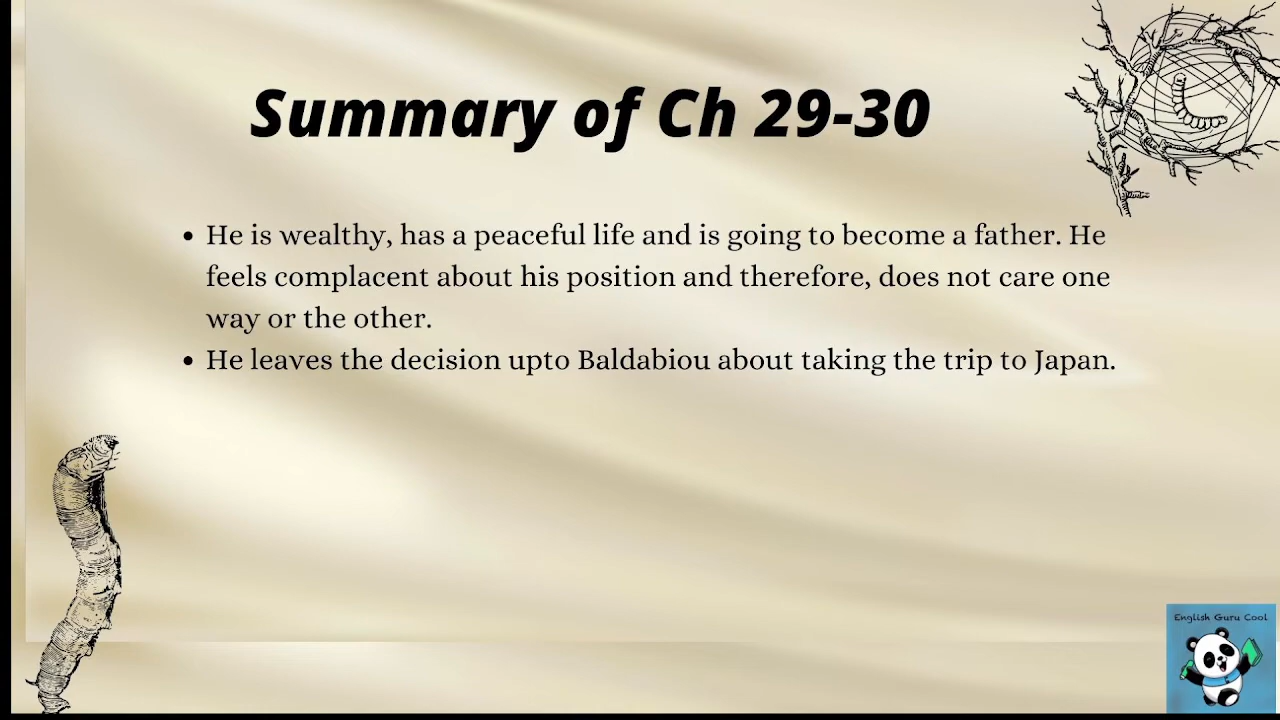 Summary of Ch 29-30
• He is wealthy, has a peaceful life and is going to become a father. He
feels complacent about his position and therefore, does not care one
way or the other.
• He leaves the decision upto Baldabiou about taking the trip to Japan.
English Guru Cool